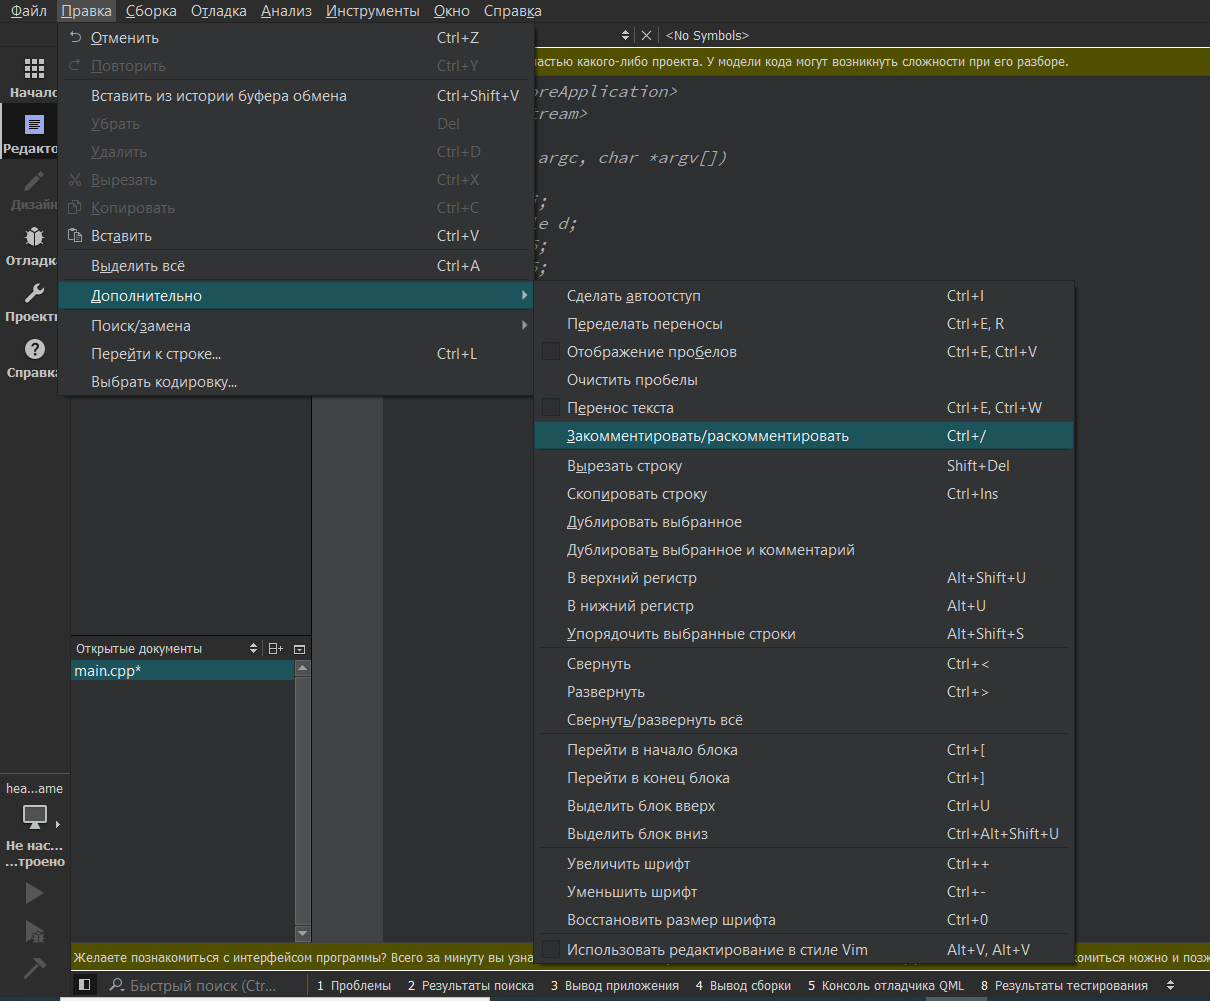 Файл Правка Сборка Отладка Анализ Инструменты Окно Справка
<No Symbols>
частью какого-либо проекта. У модели кода могут возникнуть сложности при его разборе.
Начало
Редакто
Дизайн
Отладк
Проекты
Справка
Отменить Ctrl+Z
Повторить Ctrl+Y
Вставить из истории буфера обмена Ctrl+Shift+V
Убрать Del
Удалить Ctrl+D
Вырезать Ctrl+X
Копировать Ctrl+C
Вставить Ctrl+V
Выделить всё Ctrl+A
Дополнительно
Поиск/замена
Перейти к строке... Ctrl+L
Выбрать кодировку...
oreApplication>
tream>
argc, char *argv[])
i;
le d;
5;
5;
Сделать автоотступ Ctrl+I
Переделать переносы Ctrl+E, R
Отображение пробелов Ctrl+E, Ctrl+V
Очистить пробелы
Перенос текста Ctrl+E, Ctrl+W
Закомментировать/раскомментировать Ctrl+/
Вырезать строку Shift+Del
Скопировать строку Ctrl+Ins
Дублировать выбранное
Дублировать выбранное и комментарий
В верхний регистр Alt+Shift+U
В нижний регистр Alt+U
Упорядочить выбранные строки Alt+Shift+S
Свернуть Ctrl+<
Развернуть Ctrl+>
Свернуть/развернуть всё
Перейти в начало блока Ctrl+[
Перейти в конец блока Ctrl+]
Выделить блок вверх Ctrl+U
Выделить блок вниз Ctrl+Alt+Shift+U
Увеличить шрифт Ctrl++
Уменьшить шрифт Ctrl+-
Восстановить размер шрифта Ctrl+0
Использовать редактирование в стиле Vim Alt+V, Alt+V
Открытые документы
main.cpp*
hea...ame
Не нас...
...троено
Желаете познакомиться с интерфейсом программы? Всего за минуту вы узна
комиться можно и позж
Быстрый поиск (Ctr...
1 Проблемы 2 Результаты поиска 3 Вывод приложения 4 Вывод сборки 5 Консоль отладчика QML 8 Результаты тестирования